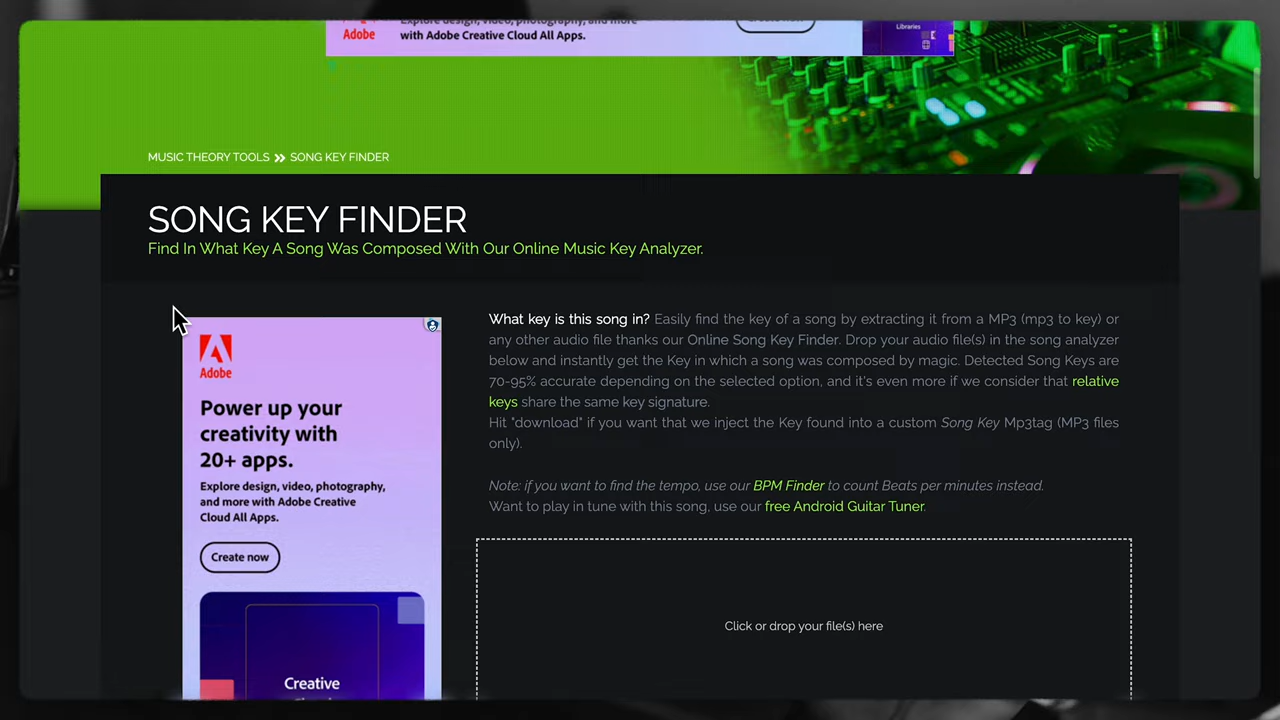 Explore design, video, photography, and more
Adobe
with Adobe Creative Cloud All Apps.
Create now
Libraries
MUSIC THEORY TOOLS » SONG KEY FINDER
SONG KEY FINDER
Find In What Key A Song Was Composed With Our Online Music Key Analyzer.
Adobe
Power up your
creativity with
20+ apps.
Explore design, video, photography,
and more with Adobe Creative
Cloud All Apps.
Create now
Creative
What key is this song in? Easily find the key of a song by extracting it from a MP3 (mp3 to key) or
any other audio file thanks our Online Song Key Finder. Drop your audio file(s) in the song analyzer
below and instantly get the Key in which a song was composed by magic. Detected Song Keys are
70-95% accurate depending on the selected option, and it's even more if we consider that relative
keys share the same key signature.
Hit "download" if you want that we inject the Key found into a custom Song Key Mp3tag (MP3 files
only).
Note: if you want to find the tempo, use our BPM Finder to count Beats per minutes instead.
Want to play in tune with this song, use our free Android Guitar Tuner.
Click or drop your file(s) here